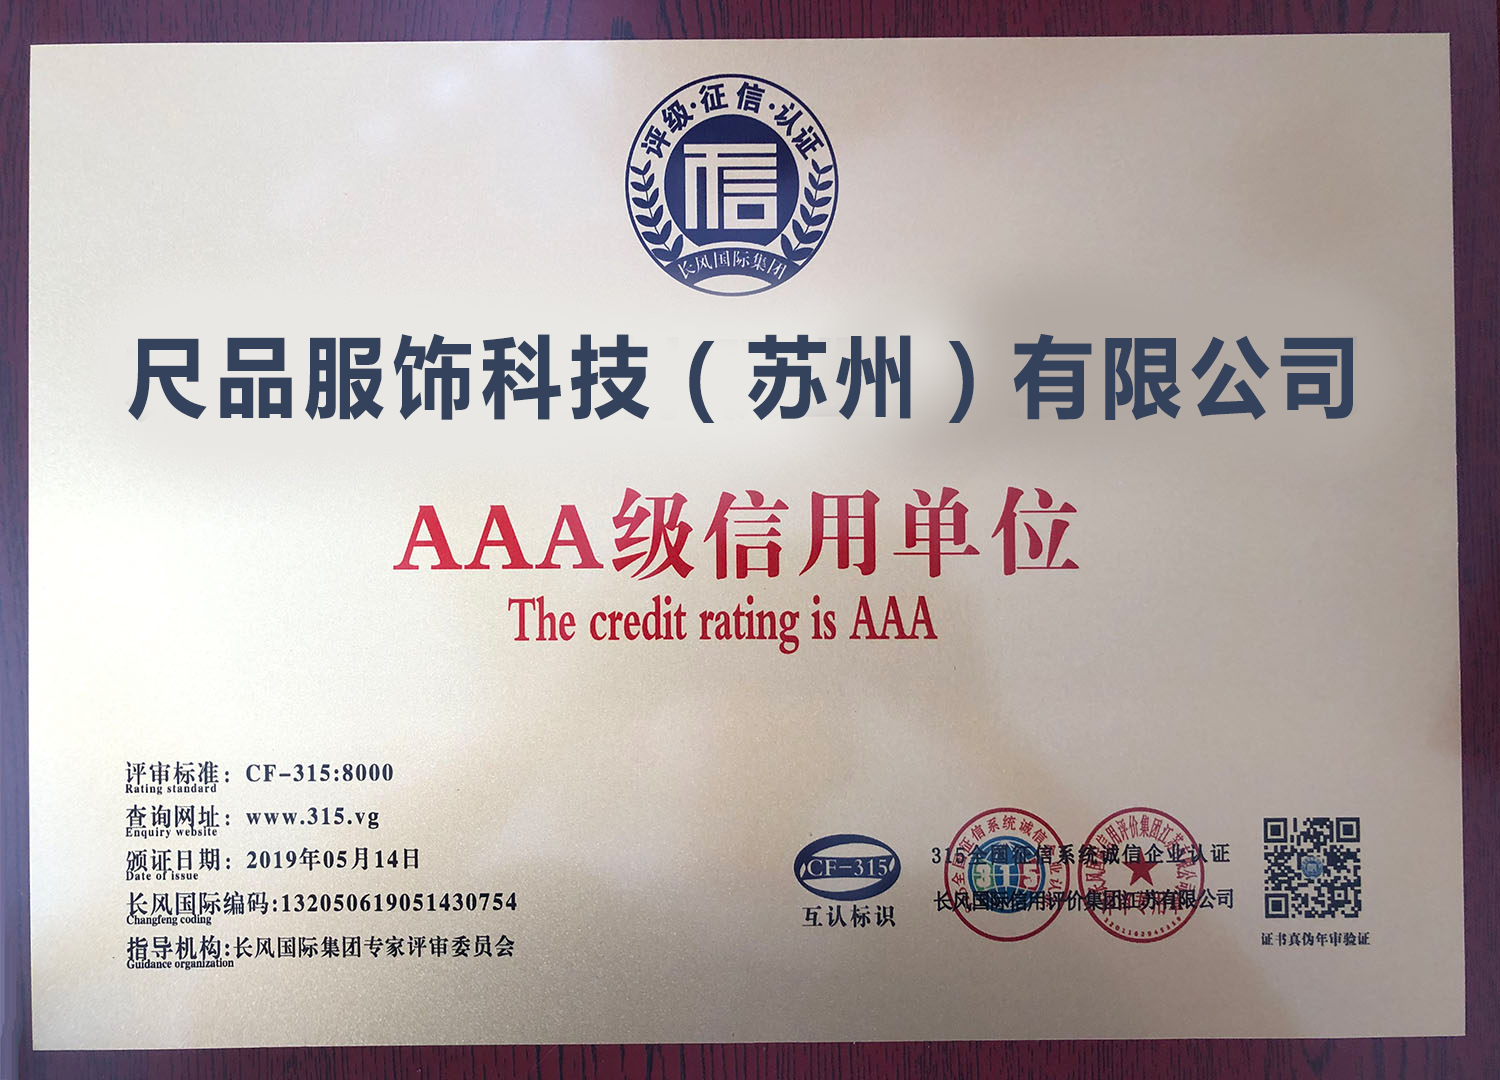 评级·征信·认证
信
长风国际集团
尺品服饰科技（苏州）有限公司
AAA级信用单位
The credit rating is AAA
评审标准：CF-315:8000
Rating standard
查询网址：www.315.vg
Enquiry website
颁证日期：2019年05月14日
Date of issue
长风国际编码:132050619051430754
Changfeng coding
指导机构:长风国际集团专家评审委员会
Guidance organization
CF-315
互认标识
315全国征信系统诚信企业认证
长风国际信用评价集团江苏有限公司
315
证书真伪年审验证